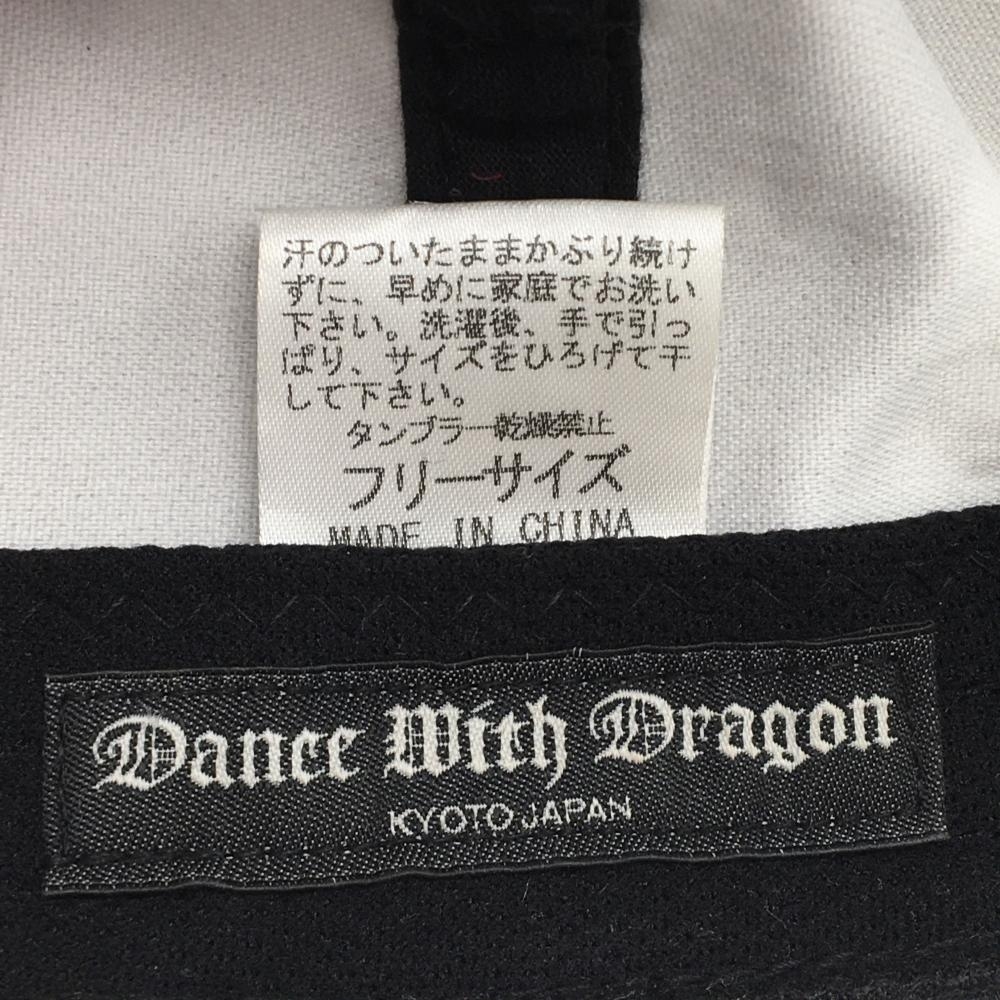 汗のついたままかぶり続け
ずに、早めに家庭でお洗い
下さい。洗濯後、手で引っ
ぱり、サイズをひろげて干
して下さい。
タンブラー乾燥禁止
フリーサイズ
MADE IN CHINA
Dance With Dragon
KYOTO JAPAN